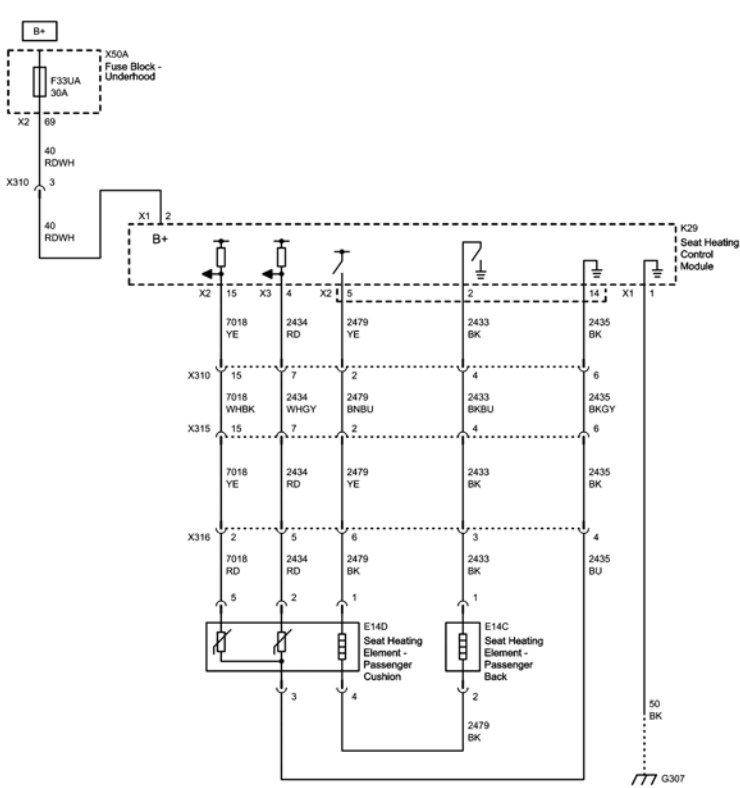 B+
X50A
Fuse Block -
Underhood
F33UA
30A
X2 69
40
RDWH
X310 3
40
RDWH
X1 2
B+
K29
Seat Heating
Control
Module
X2 15 X3 4 X2 5 2 14 X1 1
7018 2434 2479 2433 2435
YE RD YE BK BK
X310 15 7 2 4 6
7018 2434 2479 2433 2435
WHBK WHGY BNBU BKBU BKGY
X315 15 7 2 4 6
7018 2434 2479 2433 2435
YE RD YE BK BK
X316 2 5 6 3 4
7018 2434 2479 2433 2435
RD RD BK BK BU
5 2 1 1
E14D
Seat Heating
Element -
Passenger
Cushion
E14C
Seat Heating
Element -
Passenger
Back
3 4 2
50
BK
2479
BK
G307